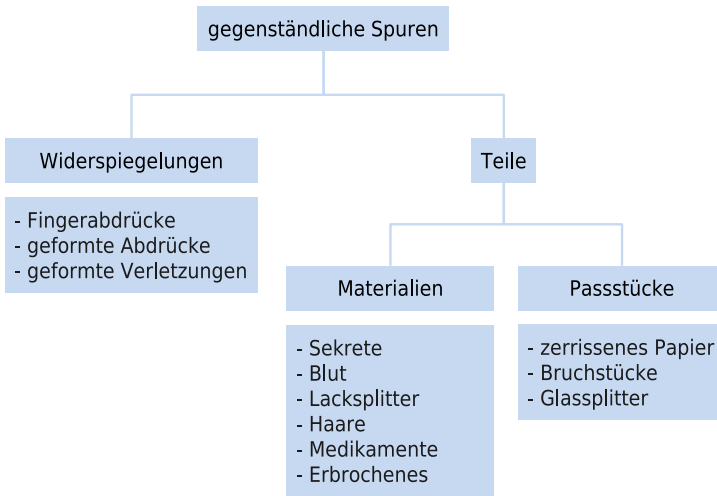 gegenständliche Spuren
Widerspiegelungen
- Fingerabdrücke
- geformte Abdrücke
- geformte Verletzungen
Teile
Materialien
- Sekrete
- Blut
- Lacksplitter
- Haare
- Medikamente
- Erbrochenes
Passstücke
- zerrissenes Papier
- Bruchstücke
- Glassplitter